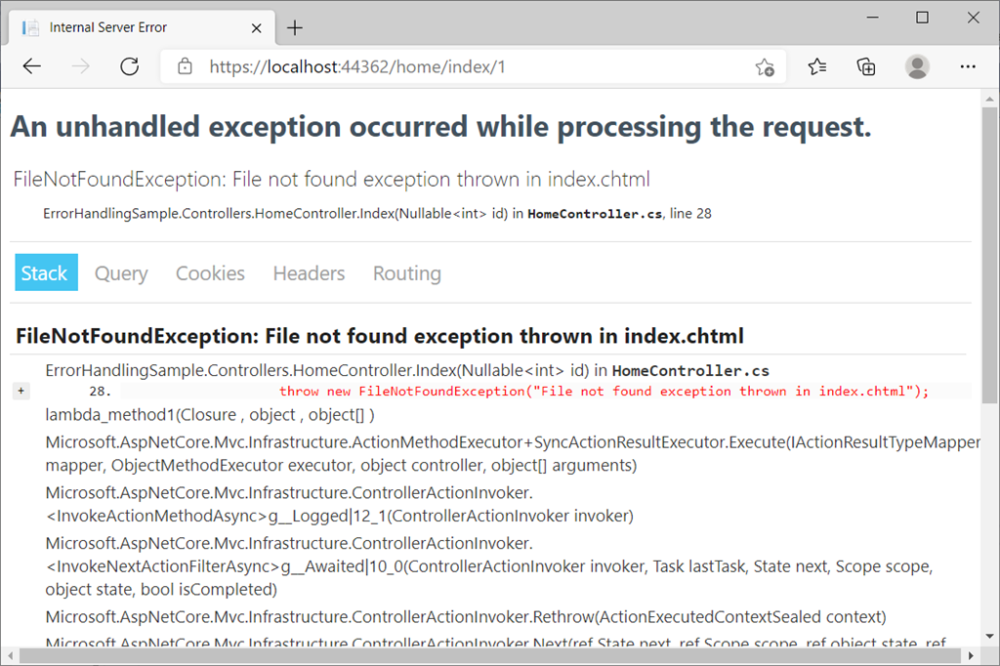 Internal Server Error
https://localhost:44362/home/index/1
An unhandled exception occurred while processing the request.
FileNotFoundException: File not found exception thrown in index.chtml
ErrorHandlingSample.Controllers.HomeController.Index(Nullable<int> id) in HomeController.cs, line 28
Stack Query Cookies Headers Routing
FileNotFoundException: File not found exception thrown in index.chtml
ErrorHandlingSample.Controllers.HomeController.Index(Nullable<int> id) in HomeController.cs
+ 28. throw new FileNotFoundException("File not found exception thrown in index.chtml");
lambda_method1(Closure , object , object[] )
Microsoft.AspNetCore.Mvc.Infrastructure.ActionMethodExecutor+SyncActionResultExecutor.Execute(IActionResultTypeMapper
mapper, ObjectMethodExecutor executor, object controller, object[] arguments)
Microsoft.AspNetCore.Mvc.Infrastructure.ControllerActionInvoker.
<InvokeActionMethodAsync>g__Logged|12_1(ControllerActionInvoker invoker)
Microsoft.AspNetCore.Mvc.Infrastructure.ControllerActionInvoker.
<InvokeNextActionFilterAsync>g__Awaited|10_0(ControllerActionInvoker invoker, Task lastTask, State next, Scope scope,
object state, bool isCompleted)
Microsoft.AspNetCore.Mvc.Infrastructure.ControllerActionInvoker.Rethrow(ActionExecutedContextSealed context)
Microsoft.AspNetCore.Mvc.Infrastructure.ControllerActionInvoker.Next(ref State next, ref Scope scope, ref object state, ref